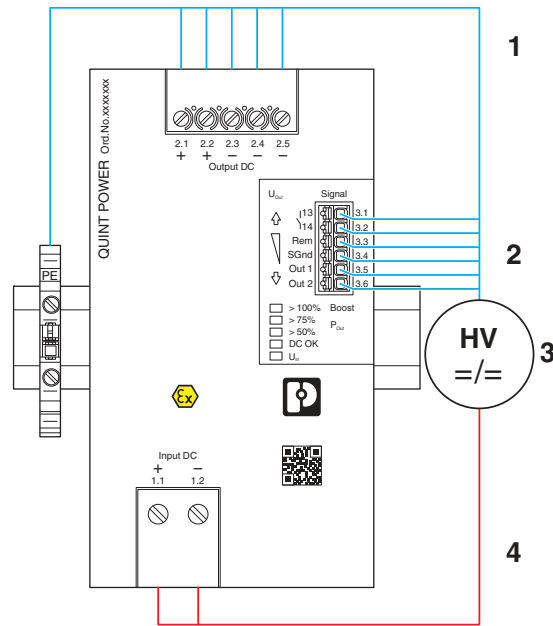 1
2.1 2.2 2.3 2.4 2.5
+ + – – –
Output DC
QUINT POWER Ord.No.xxxxxxx
UOut Signal
13 3.1
14 3.2
Rem 3.3
SGnd 3.4
Out 1 3.5
Out 2 3.6
2
PE
> 100% Boost
> 75% POut
> 50%
DC OK
UIn
HV
=/=
3
Ex
Input DC
+ –
1.1 1.2
4